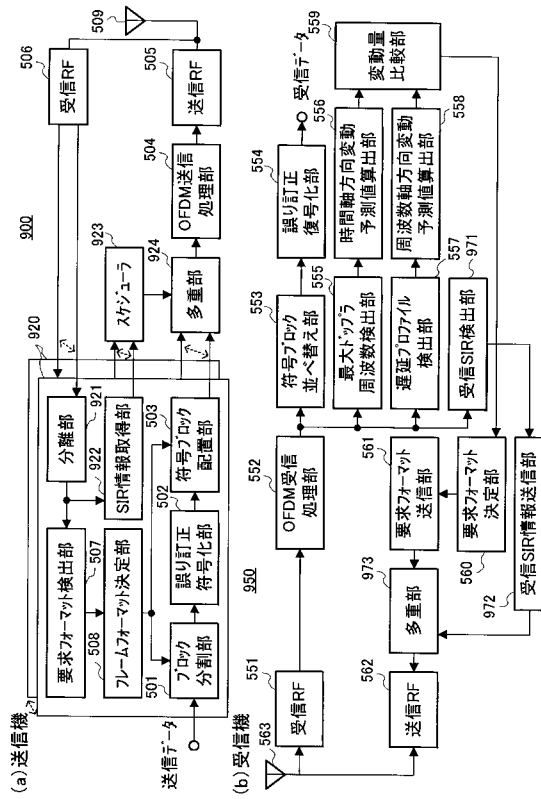 (a)送信機
900
920
送信データ
要求フォーマット検出部
507
508
フレームフォーマット決定部
501
ブロック
分割部
分離部
921
922
SIR情報取得部
502
誤り訂正
符号化部
503
符号ブロック
配置部
923
スケジューラ
924
多重部
504
OFDM送信
処理部
505
送信RF
506
受信RF
509
(b)受信機
950
563
551
受信RF
552
OFDM受信
処理部
553
符号ブロック
並べ替え部
554
誤り訂正
復号化部
受信データ
555
最大ドップラ
周波数検出部
556
時間軸方向変動
予測値算出部
557
遅延プロファイル
検出部
558
周波数軸方向変動
予測値算出部
559
変動量
比較部
971
受信SIR検出部
561
要求フォーマット
送信部
560
要求フォーマット
決定部
972
受信SIR情報送信部
973
多重部
562
送信RF